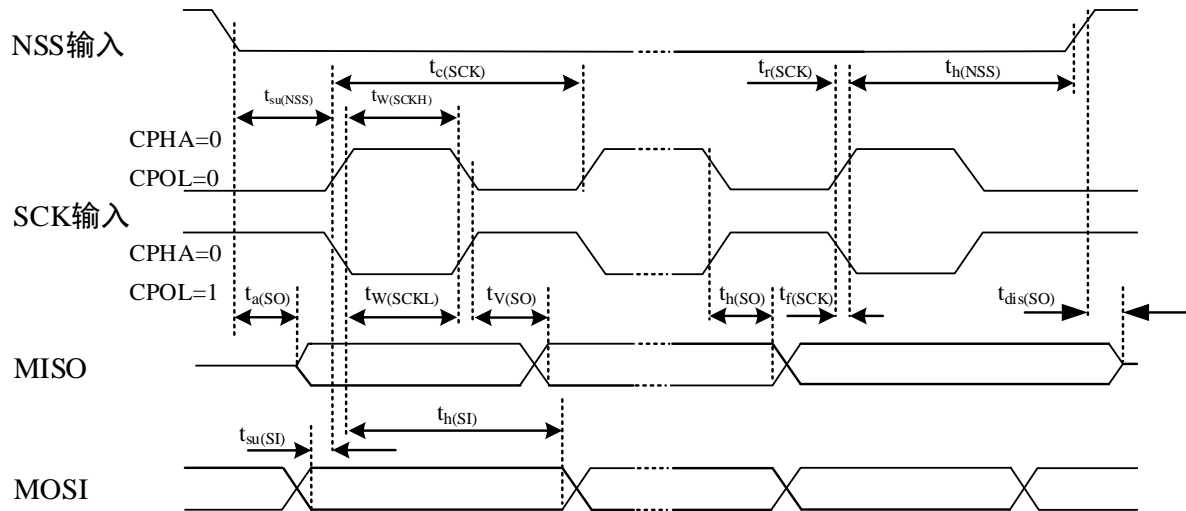 NSS输入
tc(SCK)
tr(SCK)
th(NSS)
tsu(NSS)
tW(SCKH)
CPHA=0
CPOL=0
SCK输入
CPHA=0
CPOL=1
ta(SO)
tW(SCKL)
tV(SO)
th(SO)
tf(SCK)
tdis(SO)
MISO
th(SI)
tsu(SI)
MOSI